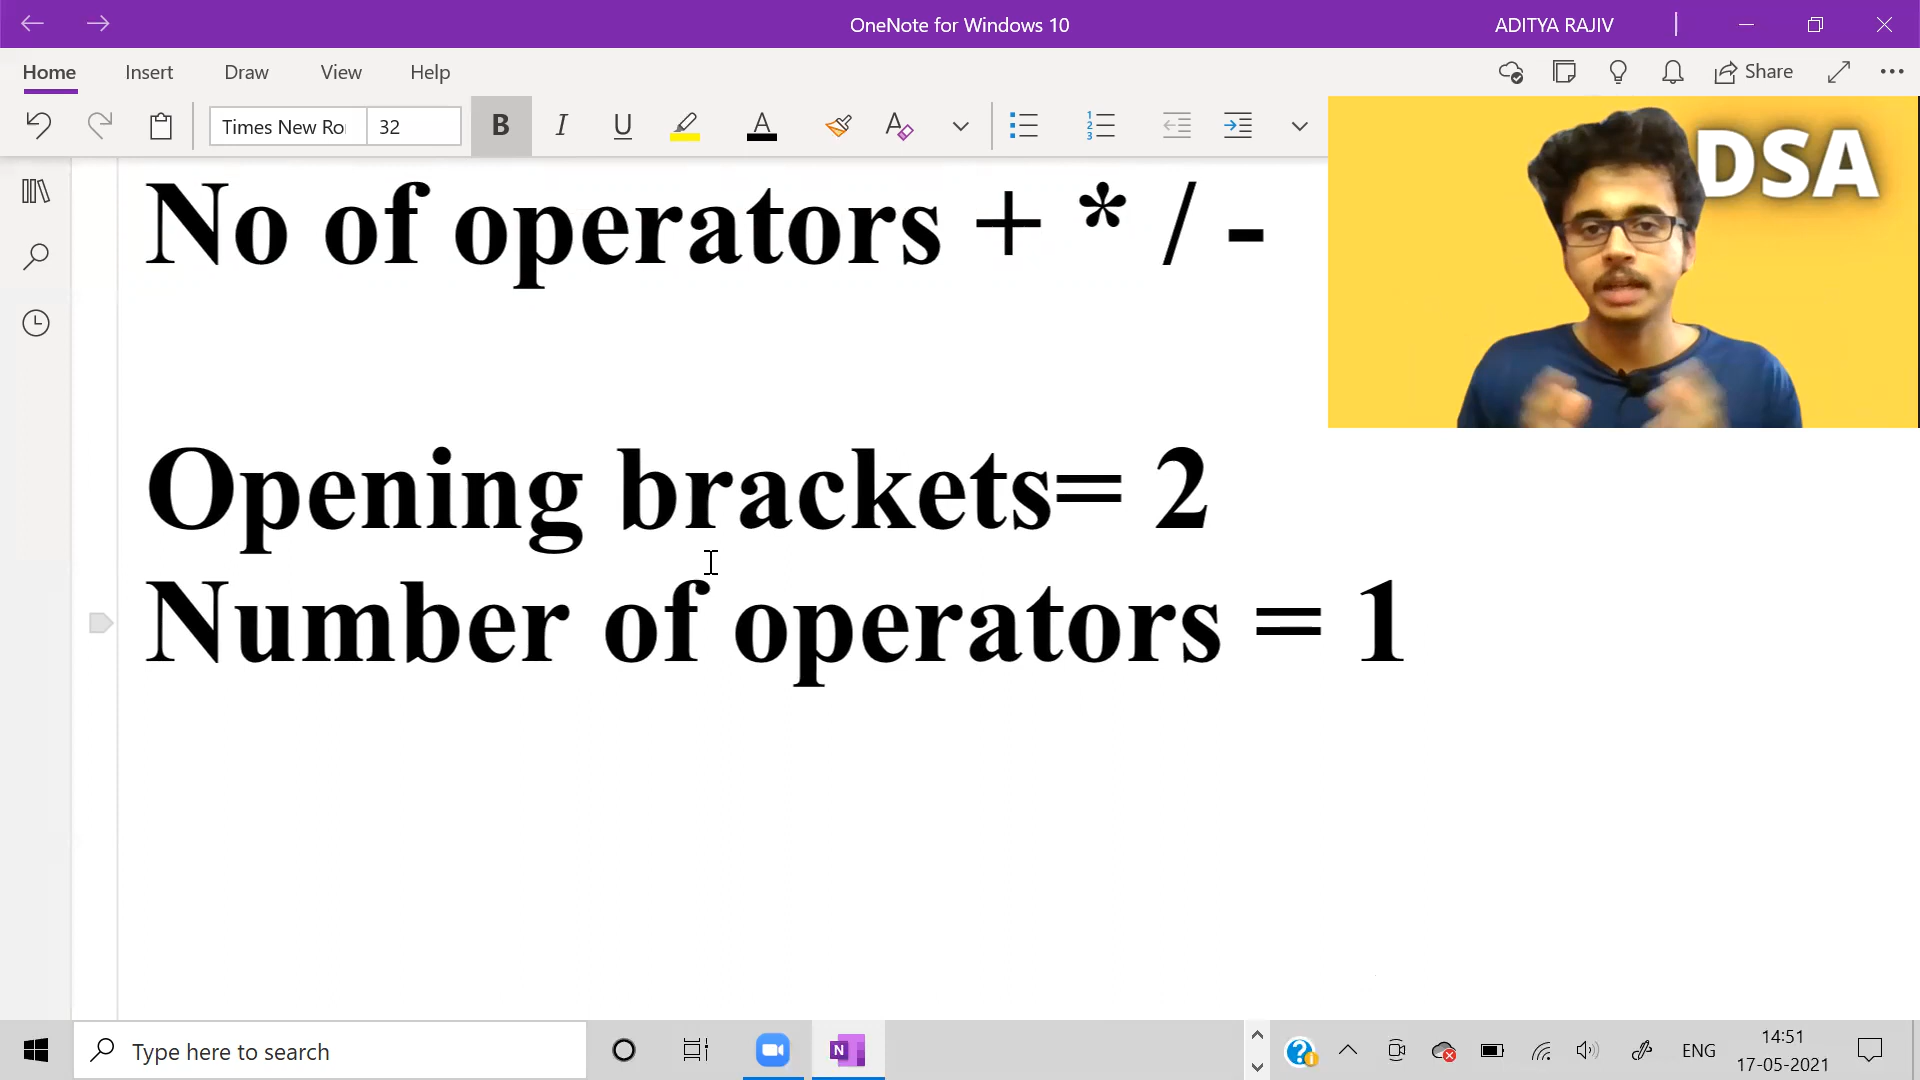 OneNote for Windows 10
ADITYA RAJIV
Home Insert Draw View Help
Share
Times New Ro 32
B I U A A
DSA
No of operators + * / -
Opening brackets= 2
Number of operators = 1
Type here to search
N
ENG
14:51
17-05-2021